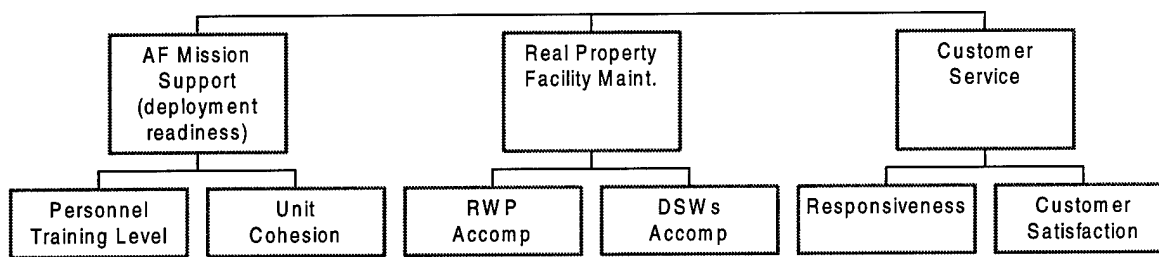 AF Mission
Support
(deployment
readiness)
Real Property
Facility Maint.
Customer
Service
Personnel
Training Level
Unit
Cohesion
RWP
Accomp
DSWs
Accomp
Responsiveness
Customer
Satisfaction